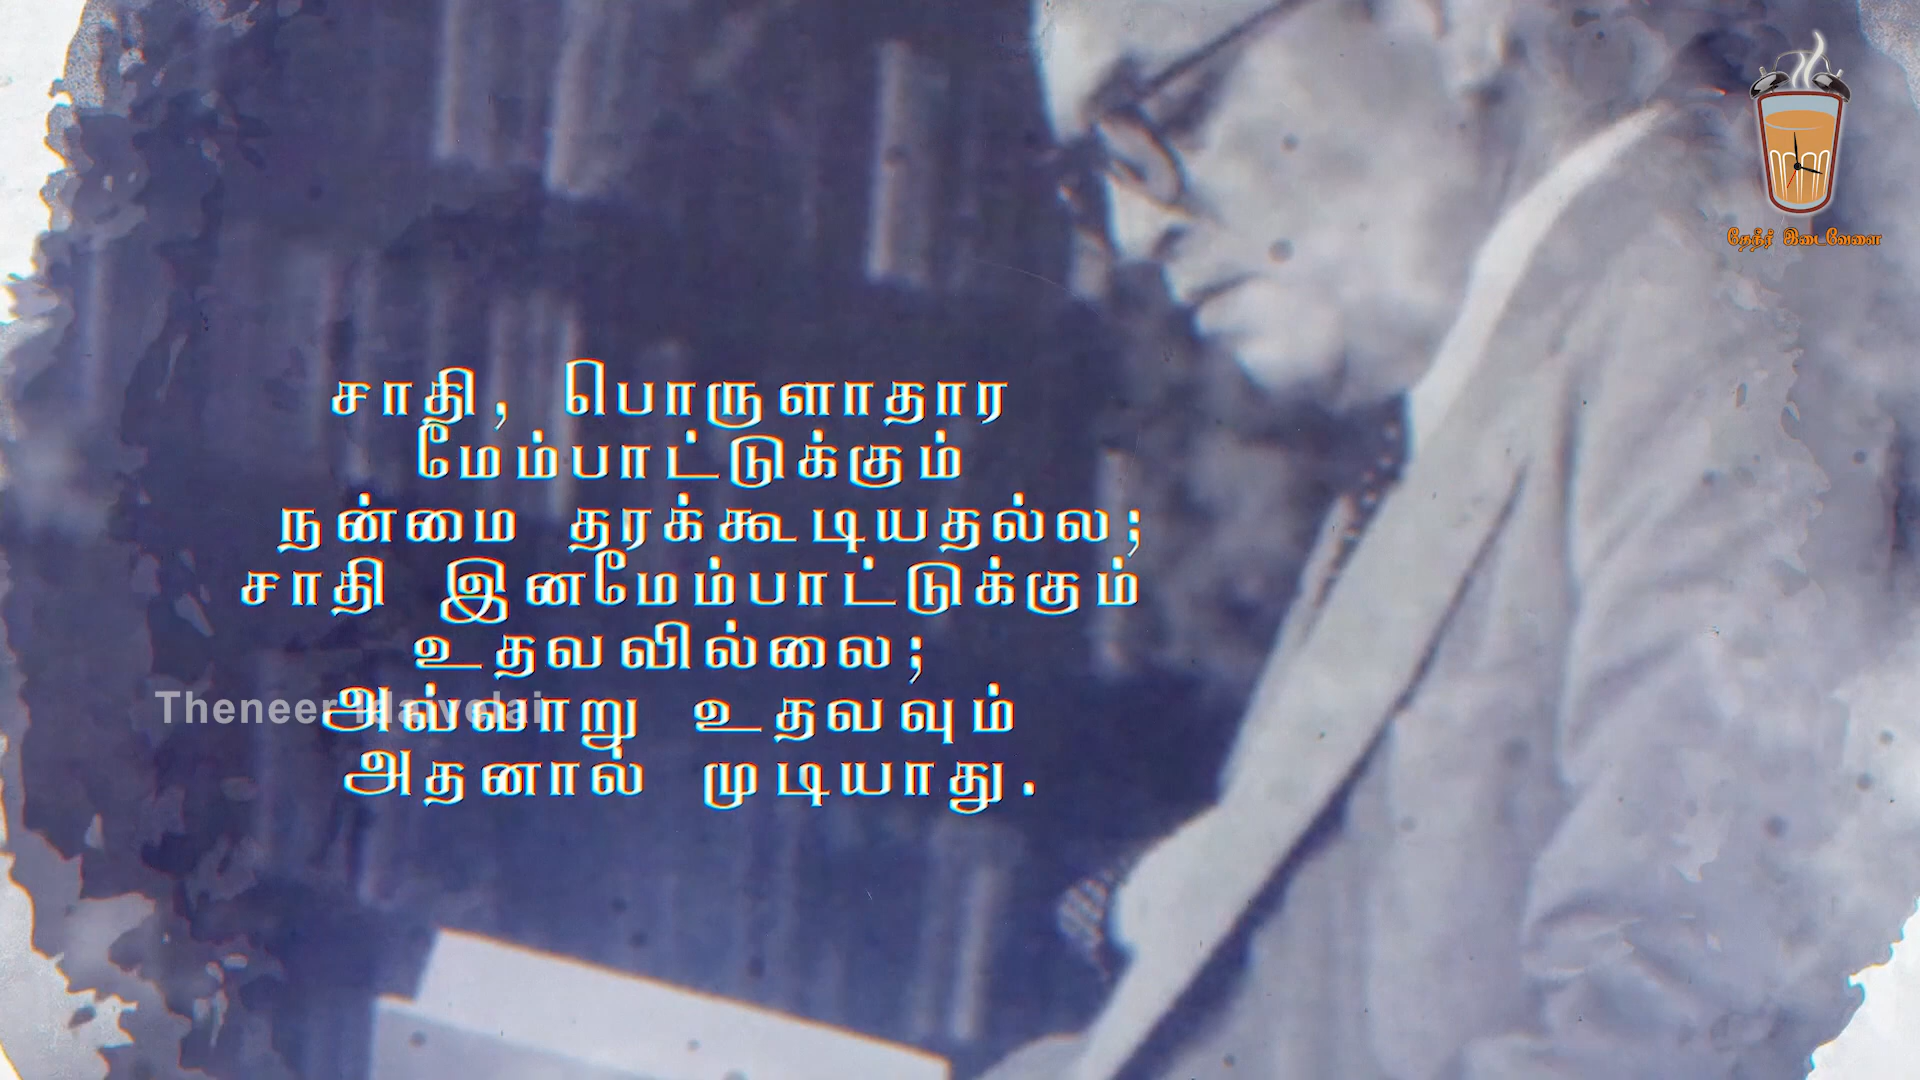 தேநீர் இடைவேளை
சாதி, பொருளாதார
மேம்பாட்டுக்கும்
நன்மை தரக்கூடியதல்ல;
சாதி இனமேம்பாட்டுக்கும்
உதவவில்லை;
அவ்வாறு உதவவும்
அதனால் முடியாது.
Theneer Idaivelai